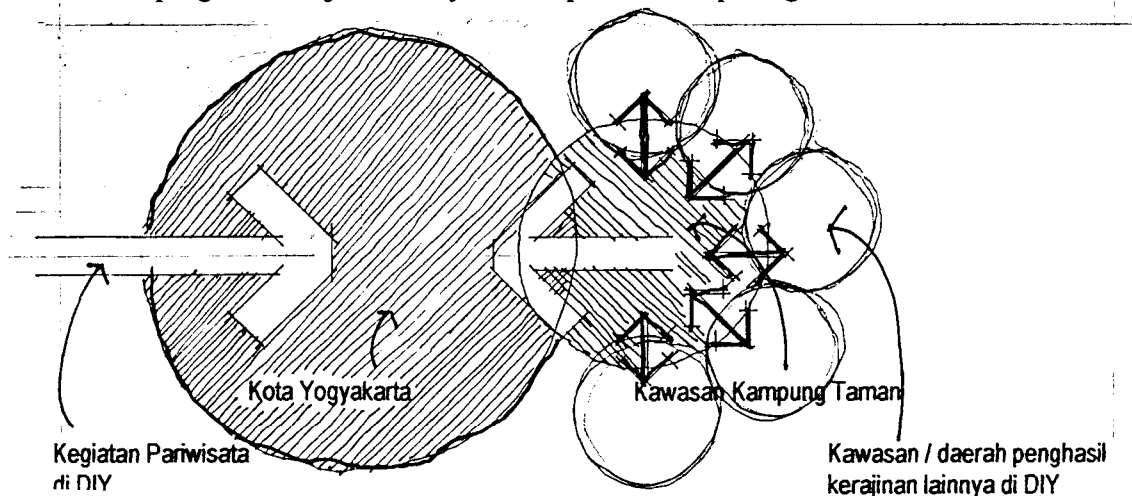 Kota Yogyakarta
Kawasan Kampung Taman
Kegiatan Pariwisata
di DIY
Kawasan / daerah penghasil
kerajinan lainnya di DIY